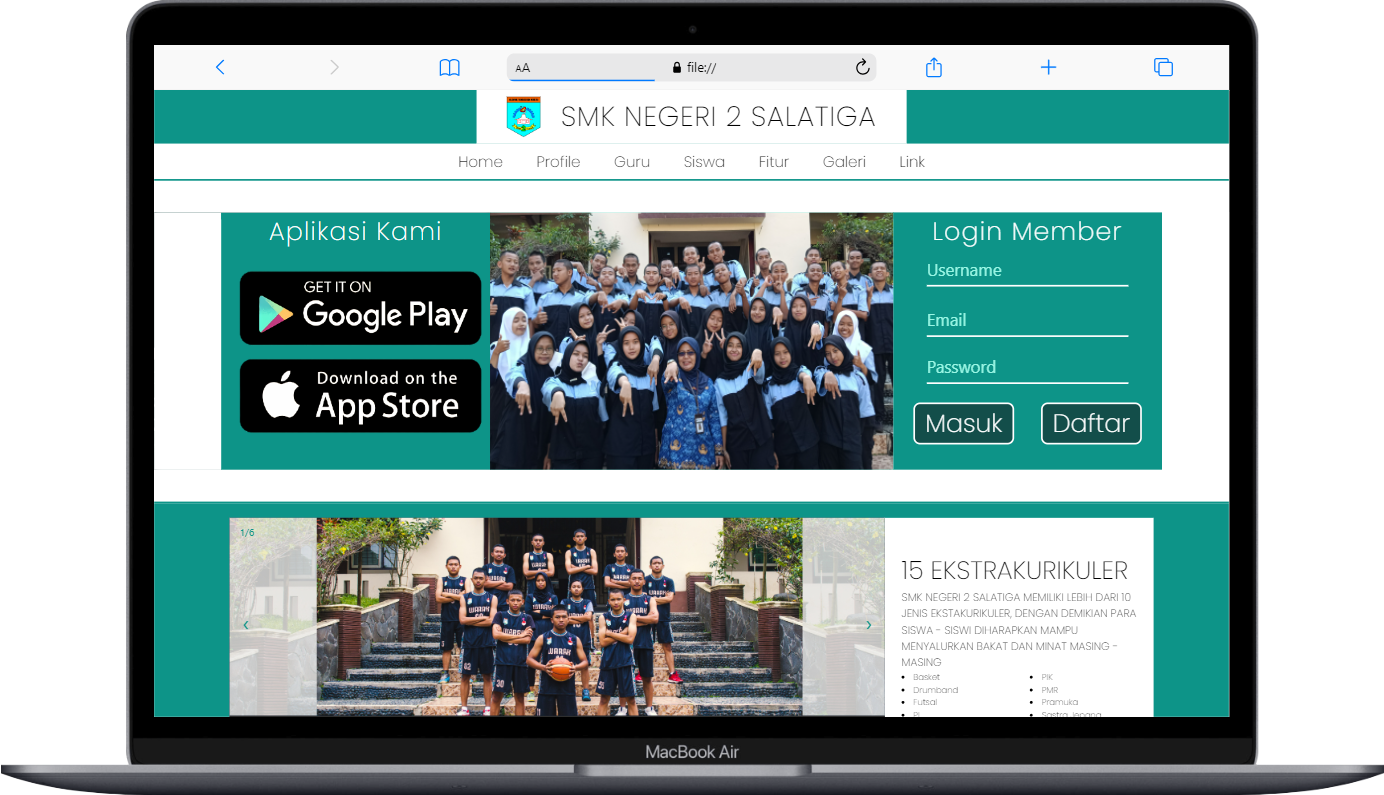 AA
file://
SMK NEGERI 2 SALATIGA
Home Profile Guru Siswa Fitur Galeri Link
Aplikasi Kami
GET IT ON
Google Play
Download on the
App Store
Login Member
Username
Email
Password
Masuk Daftar
1/6
15 EKSTRAKURIKULER
SMK NEGERI 2 SALATIGA MEMILIKI LEBIH DARI 10
JENIS EKSTAKURIKULER, DENGAN DEMIKIAN PARA
SISWA - SISWI DIHARAPKAN MAMPU
MENYALURKAN BAKAT DAN MINAT MASING -
MASING
Basket
Drumband
Futsal
PIK
PMR
Pramuka
Sastra Jepang
MacBook Air